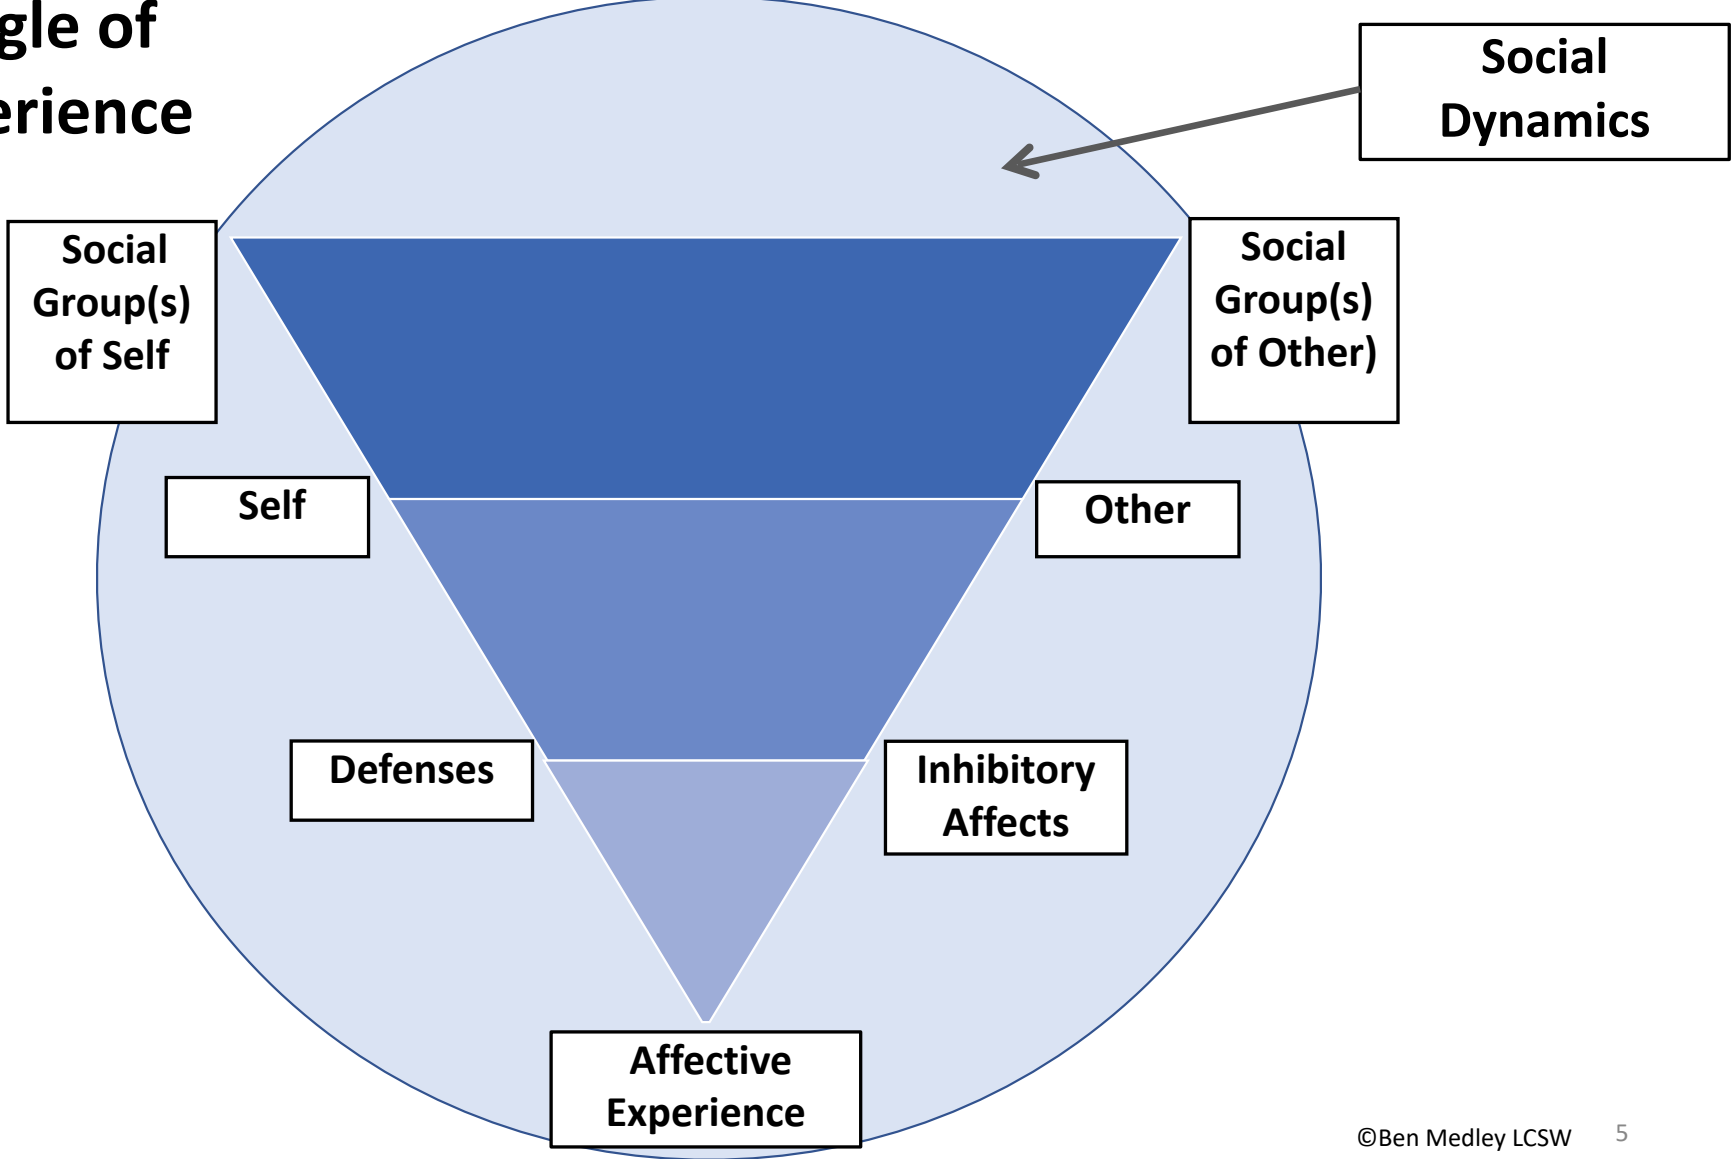 gle of
erience
Social
Dynamics
Social
Group(s)
of Self
Social
Group(s)
of Other)
Self
Other
Defenses
Inhibitory
Affects
Affective
Experience
©Ben Medley LCSW 5